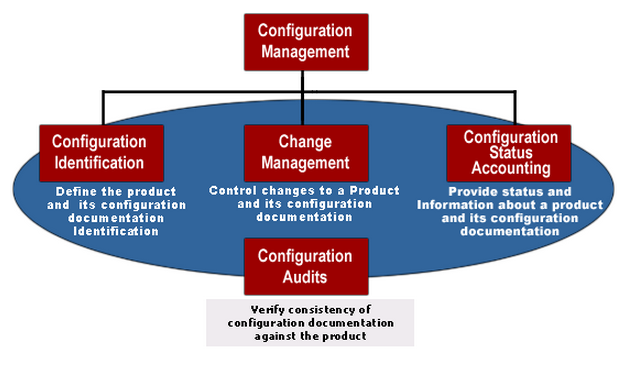 Configuration
Management
Configuration
Identification
Define the product
and its configuration
documentation
Identification
Change
Management
Control changes to a Product
and its configuration
documentation
Configuration
Status
Accounting
Provide status and
Information about a product
and its configuration
documentation
Configuration
Audits
Verify consistency of
configuration documentation
against the product